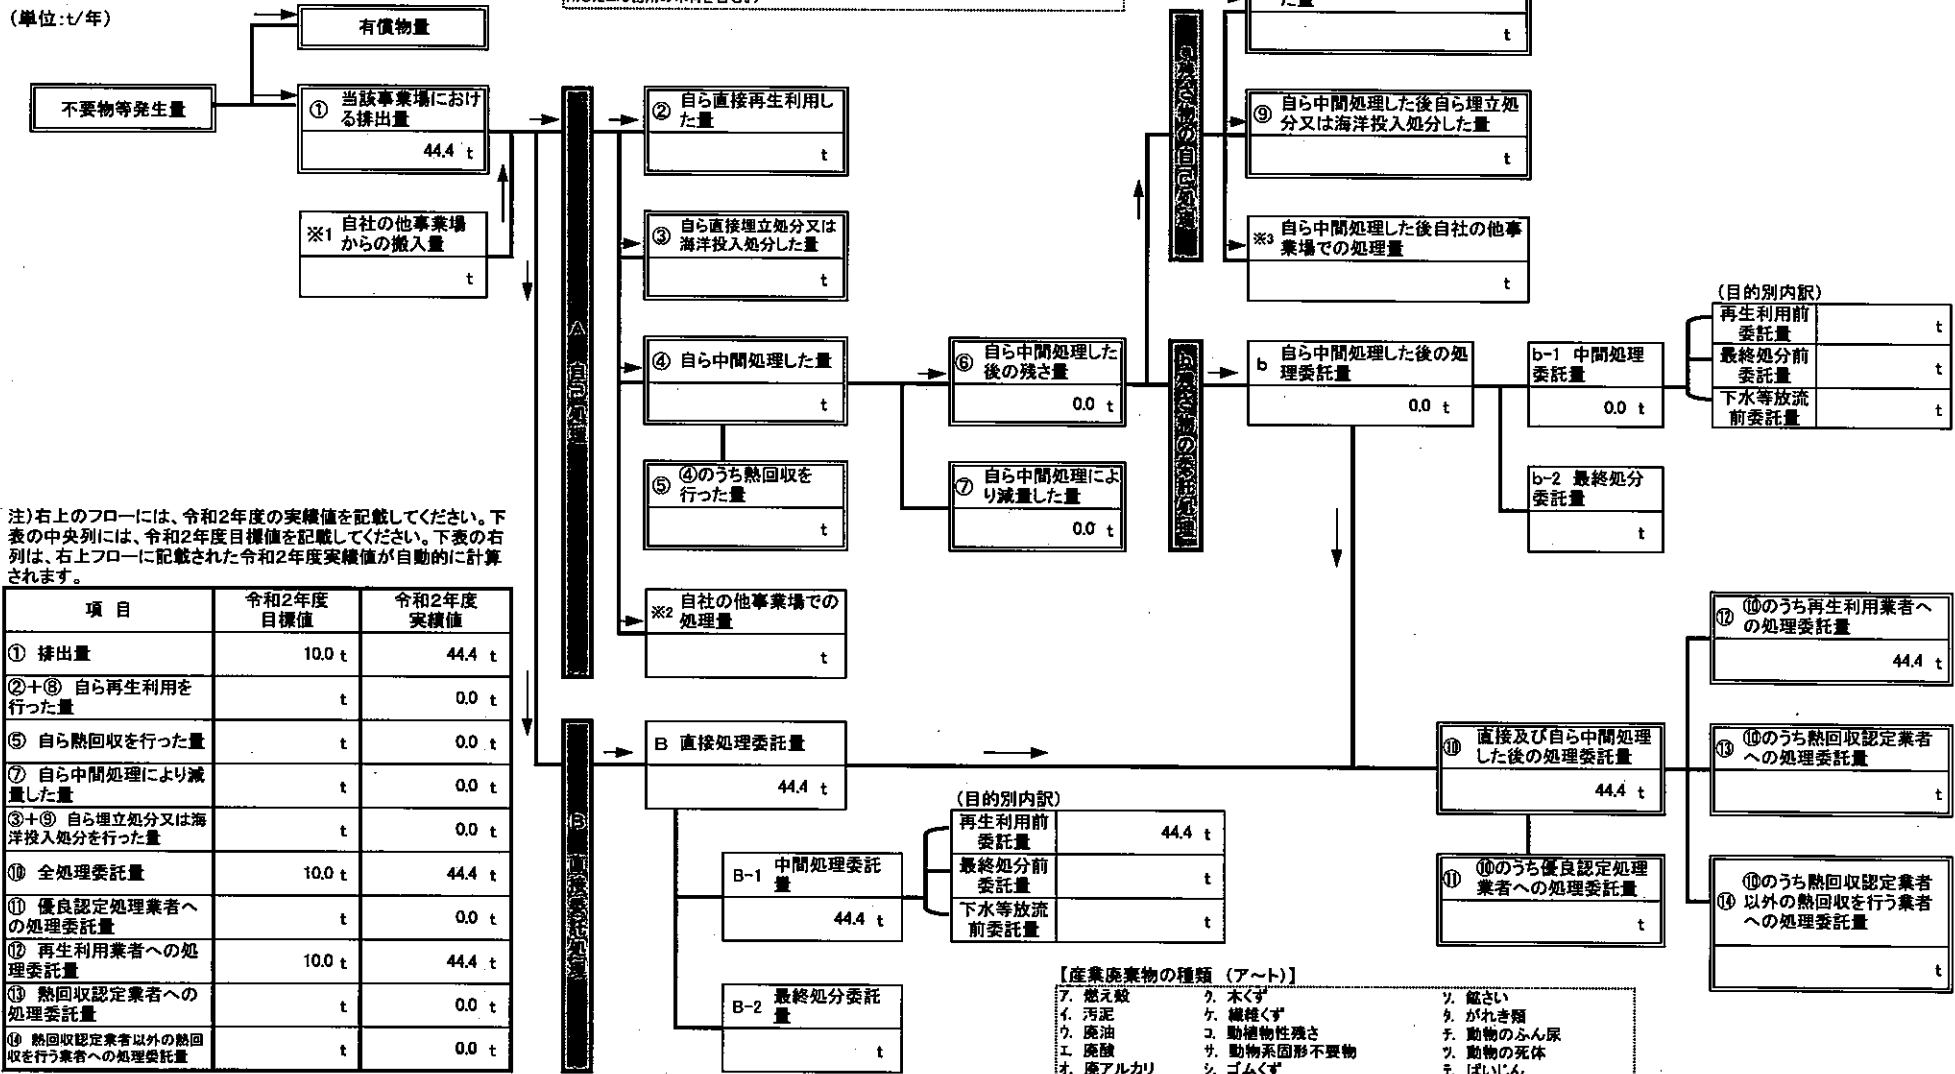 (単位:t/年)
有償物量
不要物等発生量
① 当該事業場におけ
る排出量
44.4 t
※1 自社の他事業場
からの搬入量
t
A 自己処理
② 自ら直接再生利用し
た量
t
③ 自ら直接埋立処分又は
海洋投入処分した量
t
④ 自ら中間処理した量
t
⑤ ④のうち熱回収を
行った量
t
※2 自社の他事業場での
処理量
t
⑥ 自ら中間処理した
後の残さ量
0.0 t
⑦ 自ら中間処理によ
り減量した量
0.0 t
a残さ物の自己処理
た量
t
⑨ 自ら中間処理した後自ら埋立処
分又は海洋投入処分した量
t
※3 自ら中間処理した後自社の他事
業場での処理量
t
b残さ物の委託処理
b 自ら中間処理した後の処
理委託量
0.0 t
b-1 中間処理
委託量
0.0 t
b-2 最終処分
委託量
t
(目的別内訳)
再生利用前
委託量
t
最終処分前
委託量
t
下水等放流
前委託量
t
注)右上のフローには、令和2年度の実績値を記載してください。下
表の中央列には、令和2年度目標値を記載してください。下表の右
列は、右上フローに記載された令和2年度実績値が自動的に計算
されます。
項 目 令和2年度 目標値 令和2年度 実績値
① 排出量 10.0 t 44.4 t
②+⑧ 自ら再生利用を
行った量 t 0.0 t
⑤ 自ら熱回収を行った量 t 0.0 t
⑦ 自ら中間処理により減
量した量 t 0.0 t
③+⑨ 自ら埋立処分又は海
洋投入処分を行った量 t 0.0 t
⑩ 全処理委託量 10.0 t 44.4 t
⑪ 優良認定処理業者へ
の処理委託量 t 0.0 t
⑫ 再生利用業者への処
理委託量 10.0 t 44.4 t
⑬ 熱回収認定業者への
処理委託量 t 0.0 t
⑭ 熱回収認定業者以外の熱回
収を行う業者への処理委託量 t 0.0 t
B 直接委託処理
B 直接処理委託量
44.4 t
B-1 中間処理委託
量
44.4 t
B-2 最終処分委託
量
t
(目的別内訳)
再生利用前
委託量
44.4 t
最終処分前
委託量
t
下水等放流
前委託量
t
⑩ 直接及び自ら中間処理
した後の処理委託量
44.4 t
⑪ ⑩のうち優良認定処理
業者への処理委託量
t
⑫ ⑩のうち再生利用業者へ
の処理委託量
44.4 t
⑬ ⑩のうち熱回収認定業者
への処理委託量
t
⑭ ⑩のうち熱回収認定業者
以外の熱回収を行う業者
への処理委託量
t
【産業廃棄物の種類 (ア～ト)】
ア. 燃え殻 ク. 木くず ソ. 鉱さい
イ. 汚泥 ケ. 繊維くず タ. がれき類
ウ. 廃油 コ. 動植物性残さ チ. 動物のふん尿
エ. 廃酸 サ. 動物系固形不要物 ツ. 動物の死体
オ. 廃アルカリ シ. ゴムくず テ. ばいじん